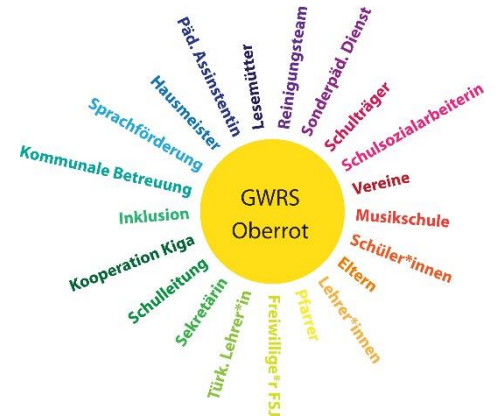 GWRS
Oberrot
Lesemütter
Reinigungsteam
Sonderpäd. Dienst
Schulträger
Schulsozialarbeiterin
Vereine
Musikschule
Schüler*innen
Eltern
Lehrer*innen
Pfarrer
Freiwillige*r FSJ
Türk. Lehrer*in
Sekretärin
Schulleitung
Kooperation Kiga
Inklusion
Kommunale Betreuung
Sprachförderung
Hausmeister
Päd. Assinstentin